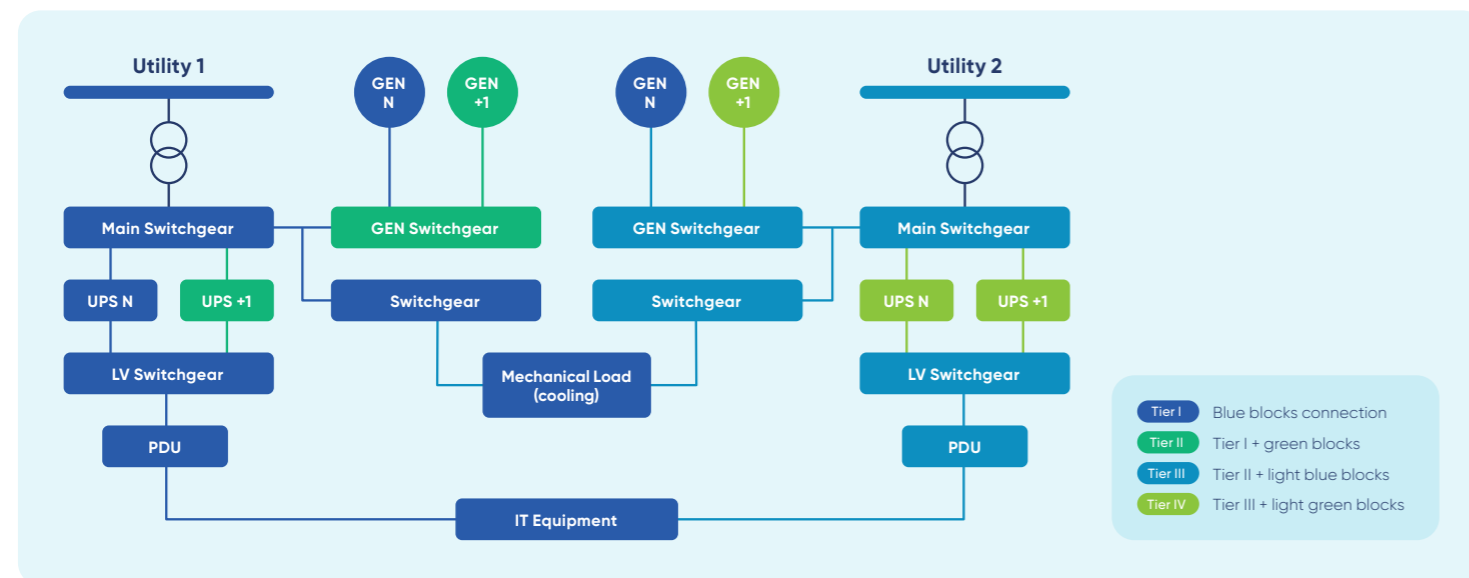 Utility 1
Utility 2
GEN
N
GEN
+1
GEN
N
GEN
+1
Main Switchgear
GEN Switchgear
GEN Switchgear
Main Switchgear
UPS N
UPS +1
Switchgear
Switchgear
UPS N
UPS +1
LV Switchgear
Mechanical Load
(cooling)
LV Switchgear
PDU
PDU
IT Equipment
Tier I Blue blocks connection
Tier II Tier I + green blocks
Tier III Tier II + light blue blocks
Tier IV Tier III + light green blocks